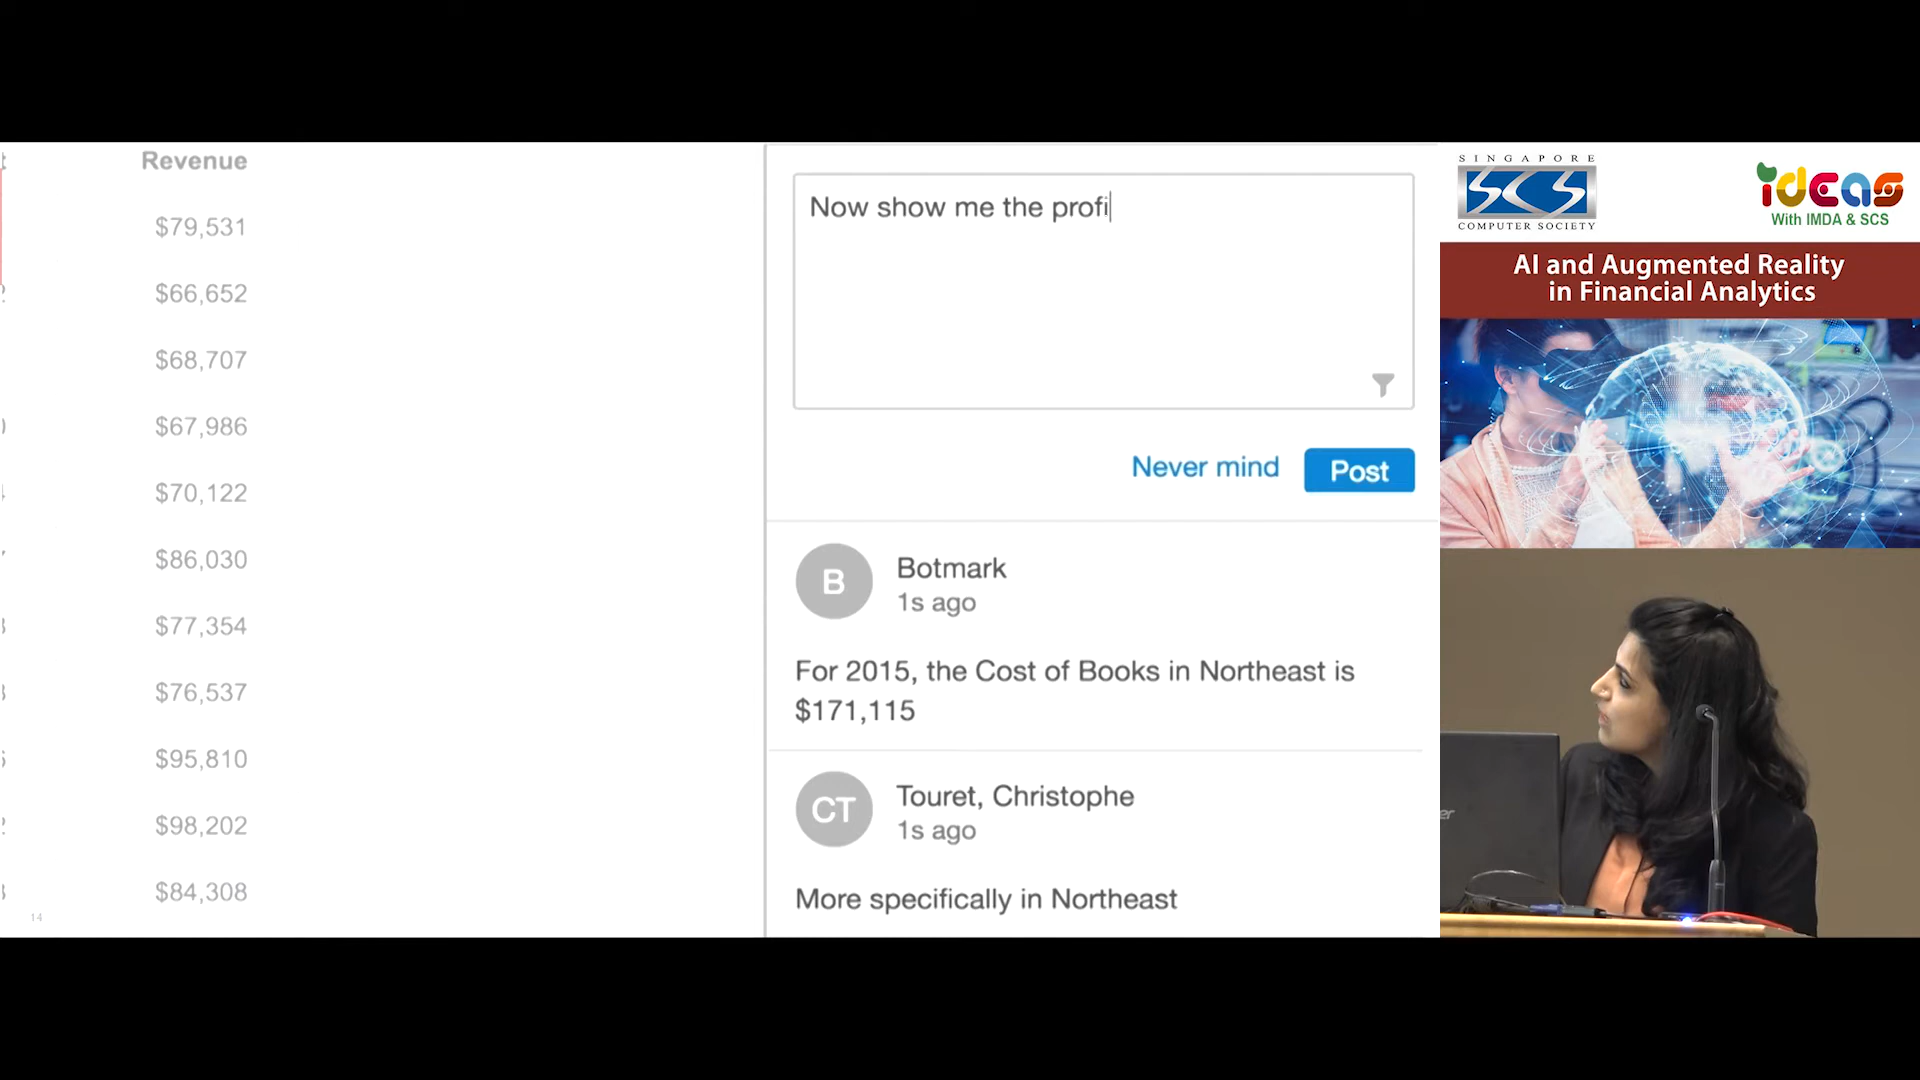 Revenue
$79,531
$66,652
$68,707
$67,986
$70,122
$86,030
$77,354
$76,537
$95,810
$98,202
$84,308
14
Now show me the profi
Never mind
Post
B
Botmark
1s ago
For 2015, the Cost of Books in Northeast is
$171,115
CT
Touret, Christophe
1s ago
More specifically in Northeast
SINGAPORE
SCS
COMPUTER SOCIETY
ideas
With IMDA & SCS
AI and Augmented Reality
in Financial Analytics